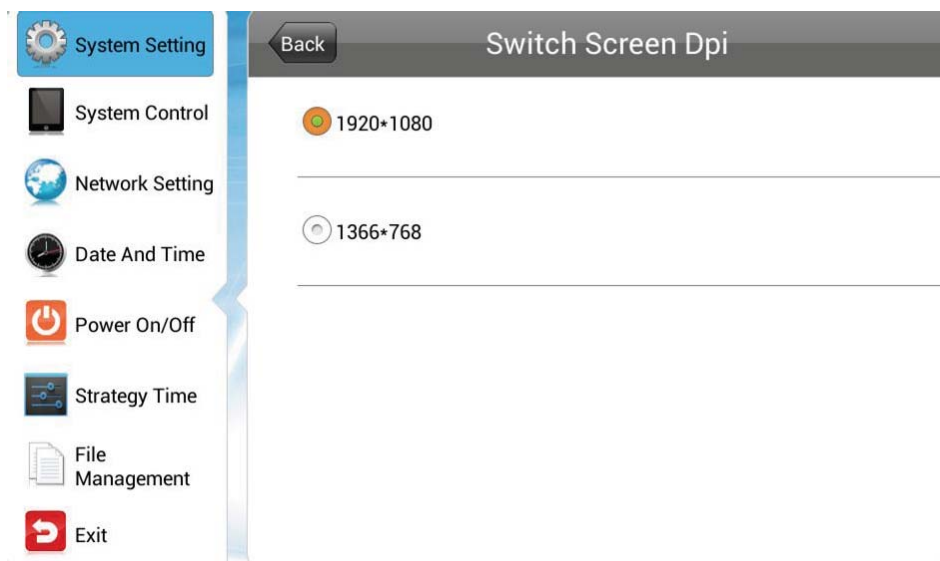 System Setting
System Control
Network Setting
Date And Time
Power On/Off
Strategy Time
File
Management
Exit
Back
Switch Screen Dpi
1920*1080
1366*768